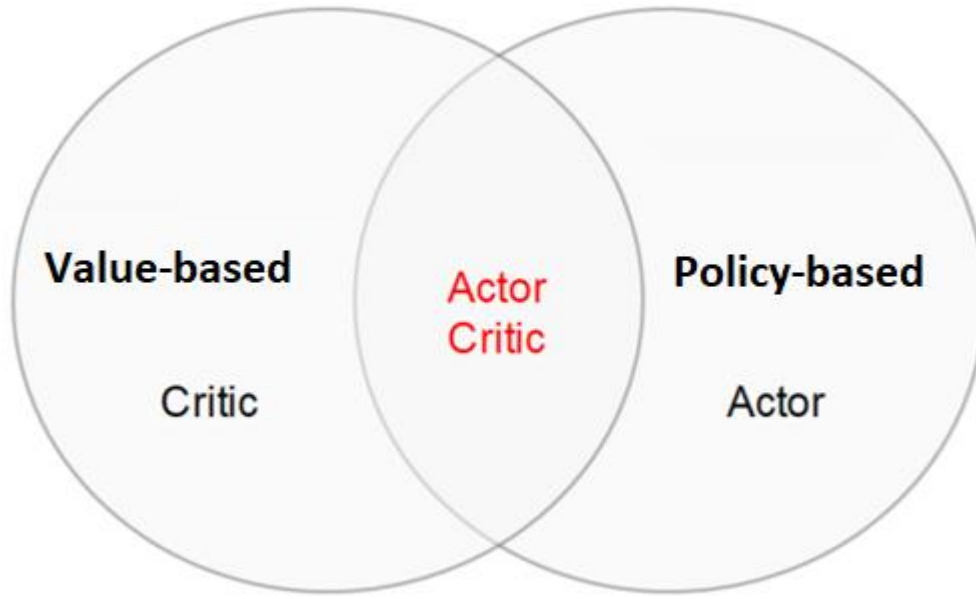 Value-based
Critic
Actor
Critic
Policy-based
Actor